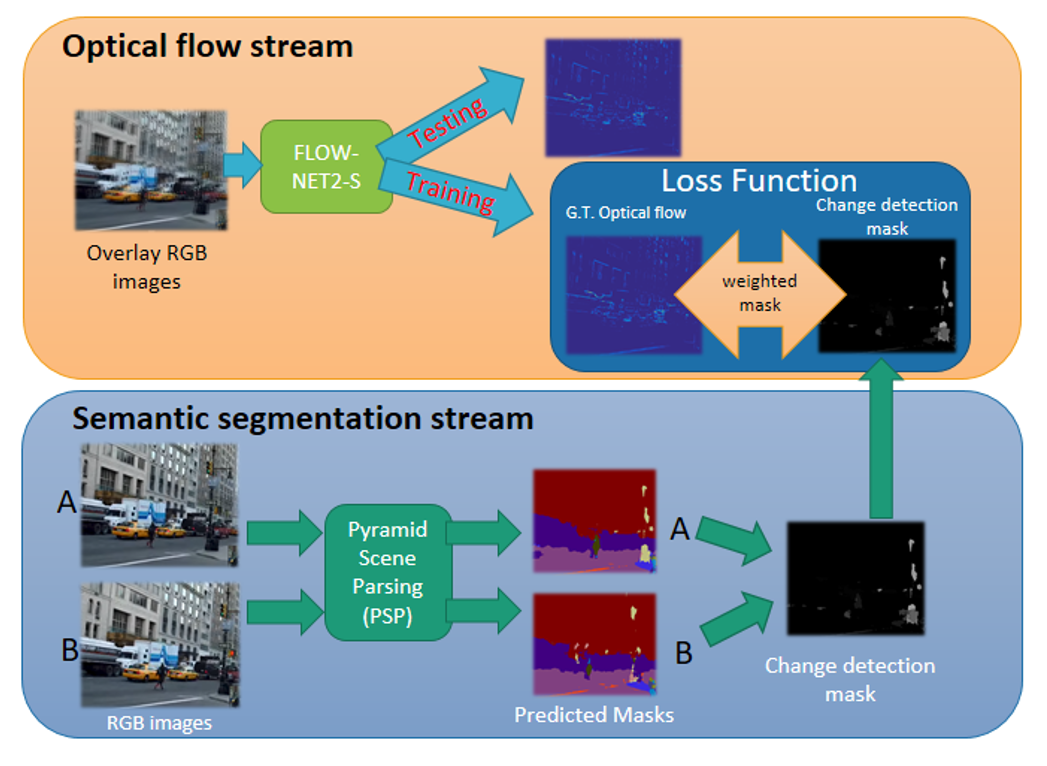 Optical flow stream
Overlay RGB
images
FLOW-
NET2-S
Testing
Training
Loss Function
G.T. Optical flow
Change detection
mask
weighted
mask
Semantic segmentation stream
A
B
RGB images
Pyramid
Scene
Parsing
(PSP)
A
B
Predicted Masks
Change detection
mask